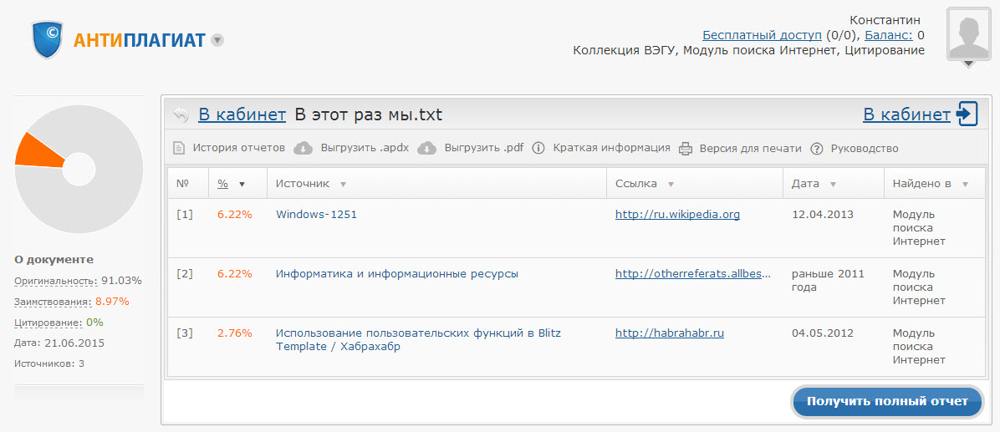 АНТИПЛАГИАТ
Константин
Бесплатный доступ (0/0), Баланс: 0
Коллекция ВЭГУ, Модуль поиска Интернет, Цитирование
В кабинет В этот раз мы.txt В кабинет
История отчетов Выгрузить .apdx Выгрузить .pdf Краткая информация Версия для печати Руководство
№ % Источник Ссылка Дата Найдено в
[1] 6.22% Windows-1251 http://ru.wikipedia.org 12.04.2013 Модуль
поиска
Интернет
[2] 6.22% Информатика и информационные ресурсы http://otherreferats.allbes... раньше 2011 Модуль
года поиска
Интернет
[3] 2.76% Использование пользовательских функций в Blitz http://habrahabr.ru 04.05.2012 Модуль
Template / Хабрахабр поиска
Интернет
Получить полный отчет
О документе
Оригинальность: 91.03%
Заимствования: 8.97%
Цитирование: 0%
Дата: 21.06.2015
Источников: 3